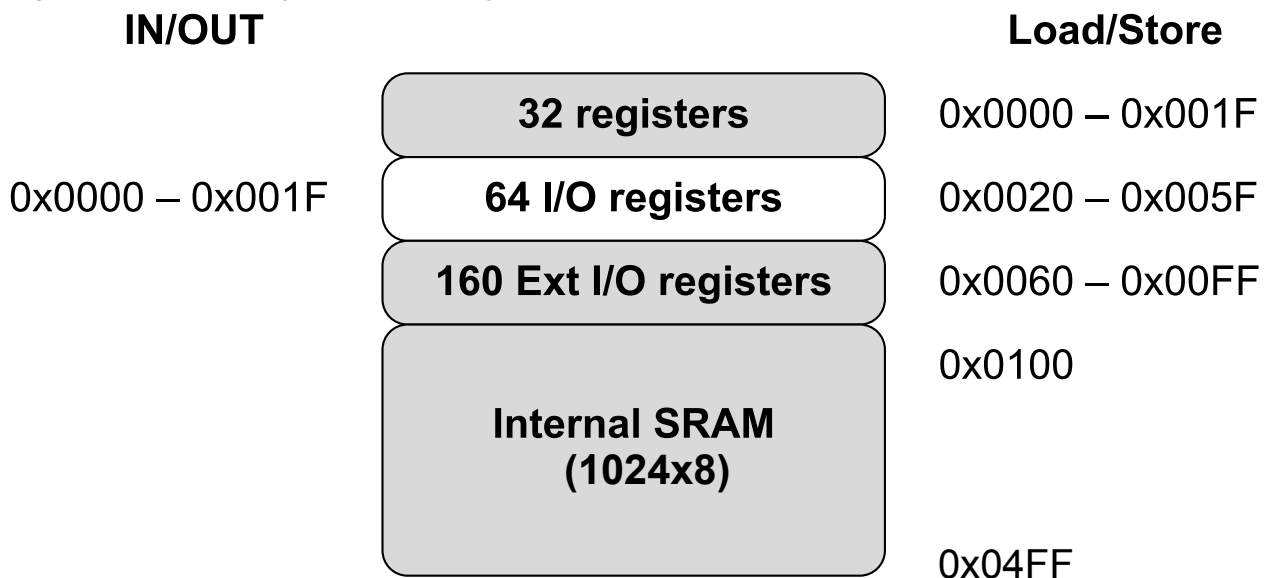 IN/OUT Load/Store
32 registers 0x0000 – 0x001F
0x0000 – 0x001F 64 I/O registers 0x0020 – 0x005F
160 Ext I/O registers 0x0060 – 0x00FF
0x0100
Internal SRAM
(1024x8)
0x04FF